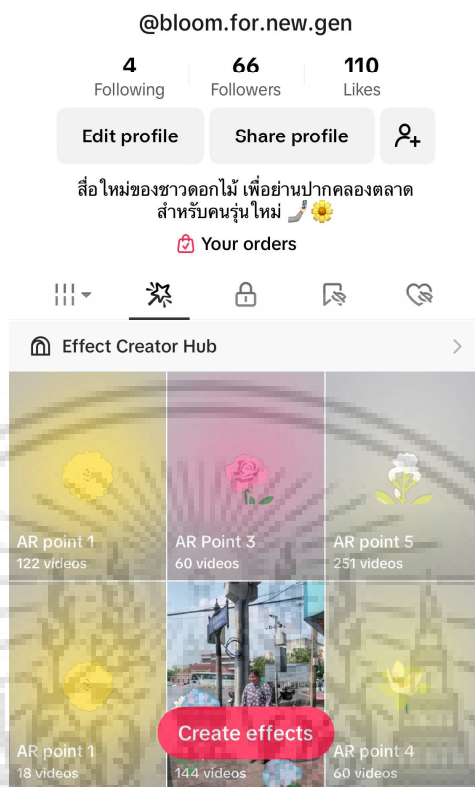 @bloom.for.new.gen
4
66
110
Following
Followers
Likes
Edit profile
Share profile
สื่อใหม่ของชาวดอกไม้ เพื่อย่านปากคลองตลาด
สำหรับคนรุ่นใหม่ 🤳🏼🌼
Your orders
Effect Creator Hub
AR point 1
122 videos
AR Point 3
60 videos
AR point 5
251 videos
AR point 1
18 videos
Create effects
144 videos
AR point 4
60 videos